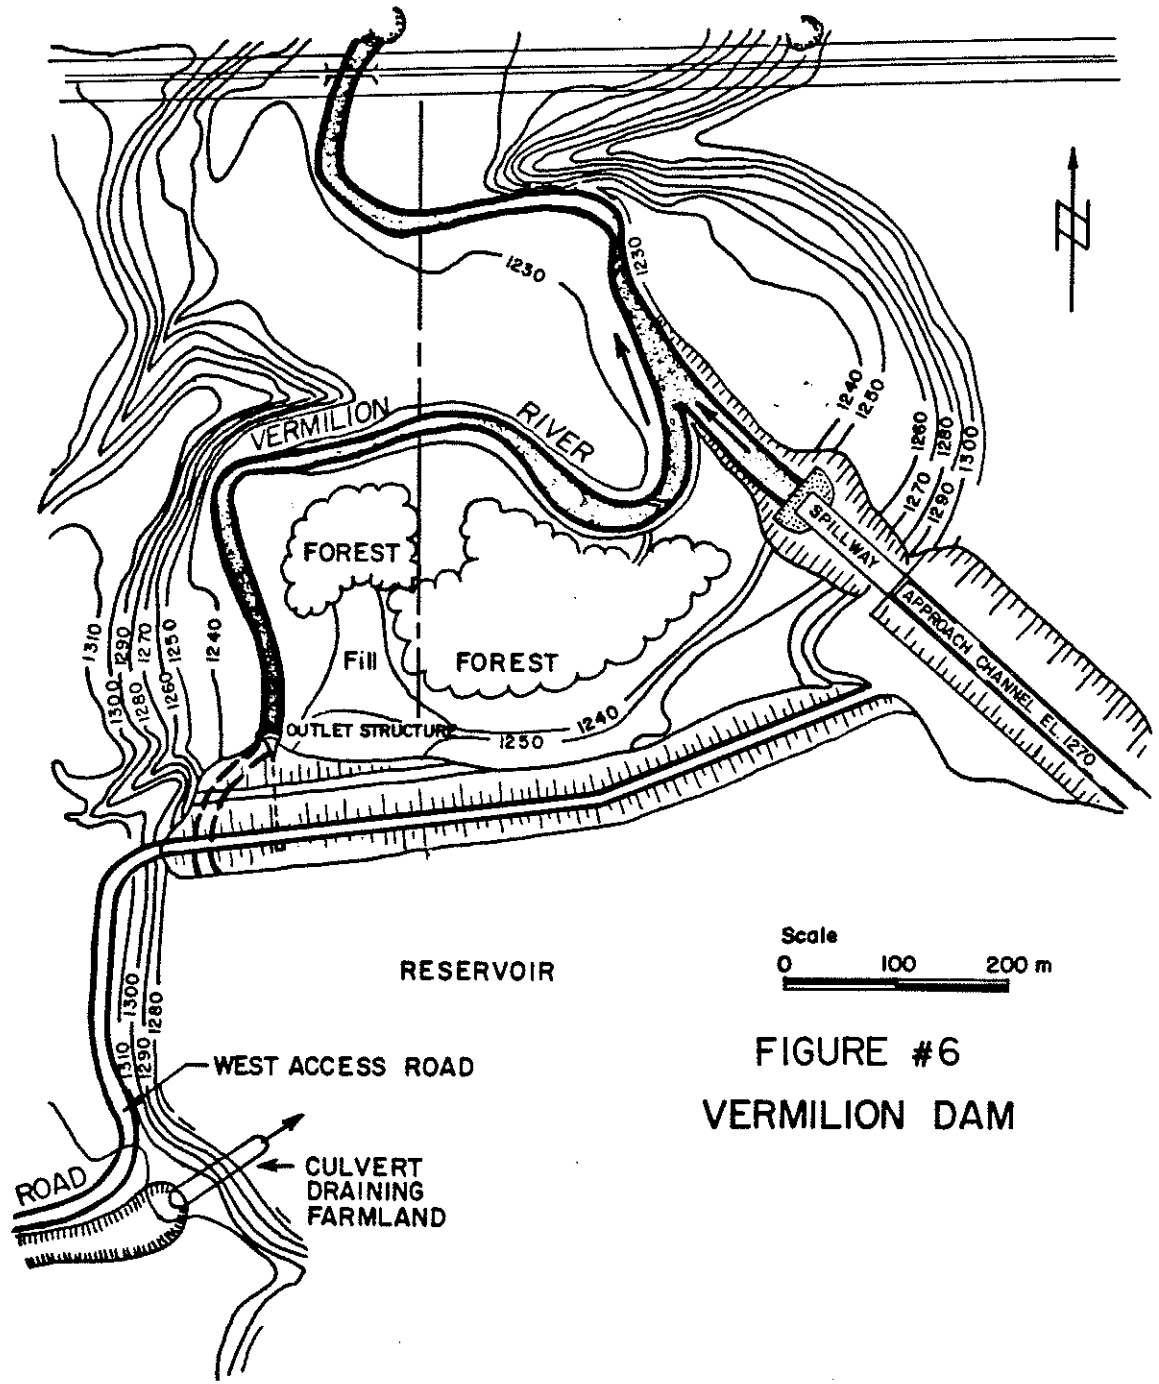 1230
1230
1240
1250
1260
1280
1300
1270
1290
VERMILION
RIVER
SPILLWAY
APPROACH CHANNEL EL. 1270
FOREST
FOREST
Fill
1310
1290
1270
1250
1240
1300
1280
1260
OUTLET STRUCTURE
1250
1240
RESERVOIR
Scale
0 100 200 m
1300
1280
1310
1290
WEST ACCESS ROAD
FIGURE #6
VERMILION DAM
ROAD
CULVERT
DRAINING
FARMLAND